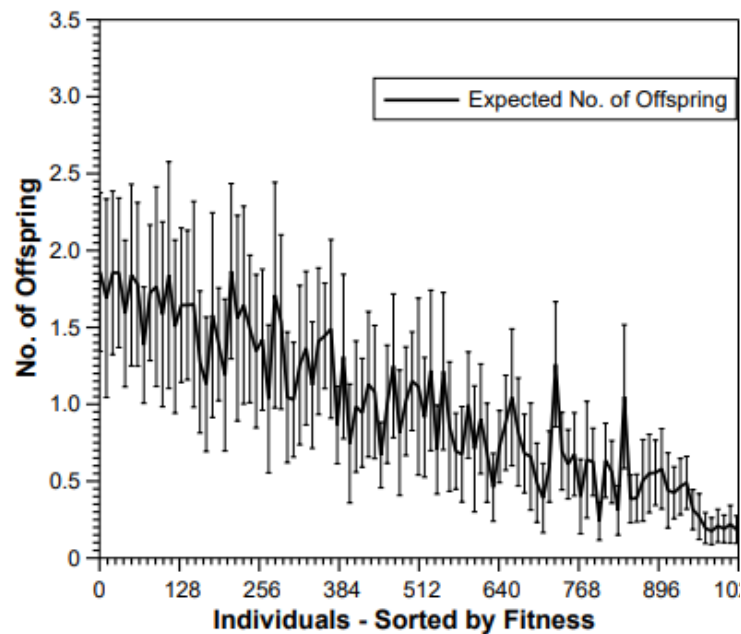 3.5
3.0
Expected No. of Offspring
2.5
2.0
No. of Offspring
1.5
1.0
0.5
0
0 128 256 384 512 640 768 896 102
Individuals - Sorted by Fitness